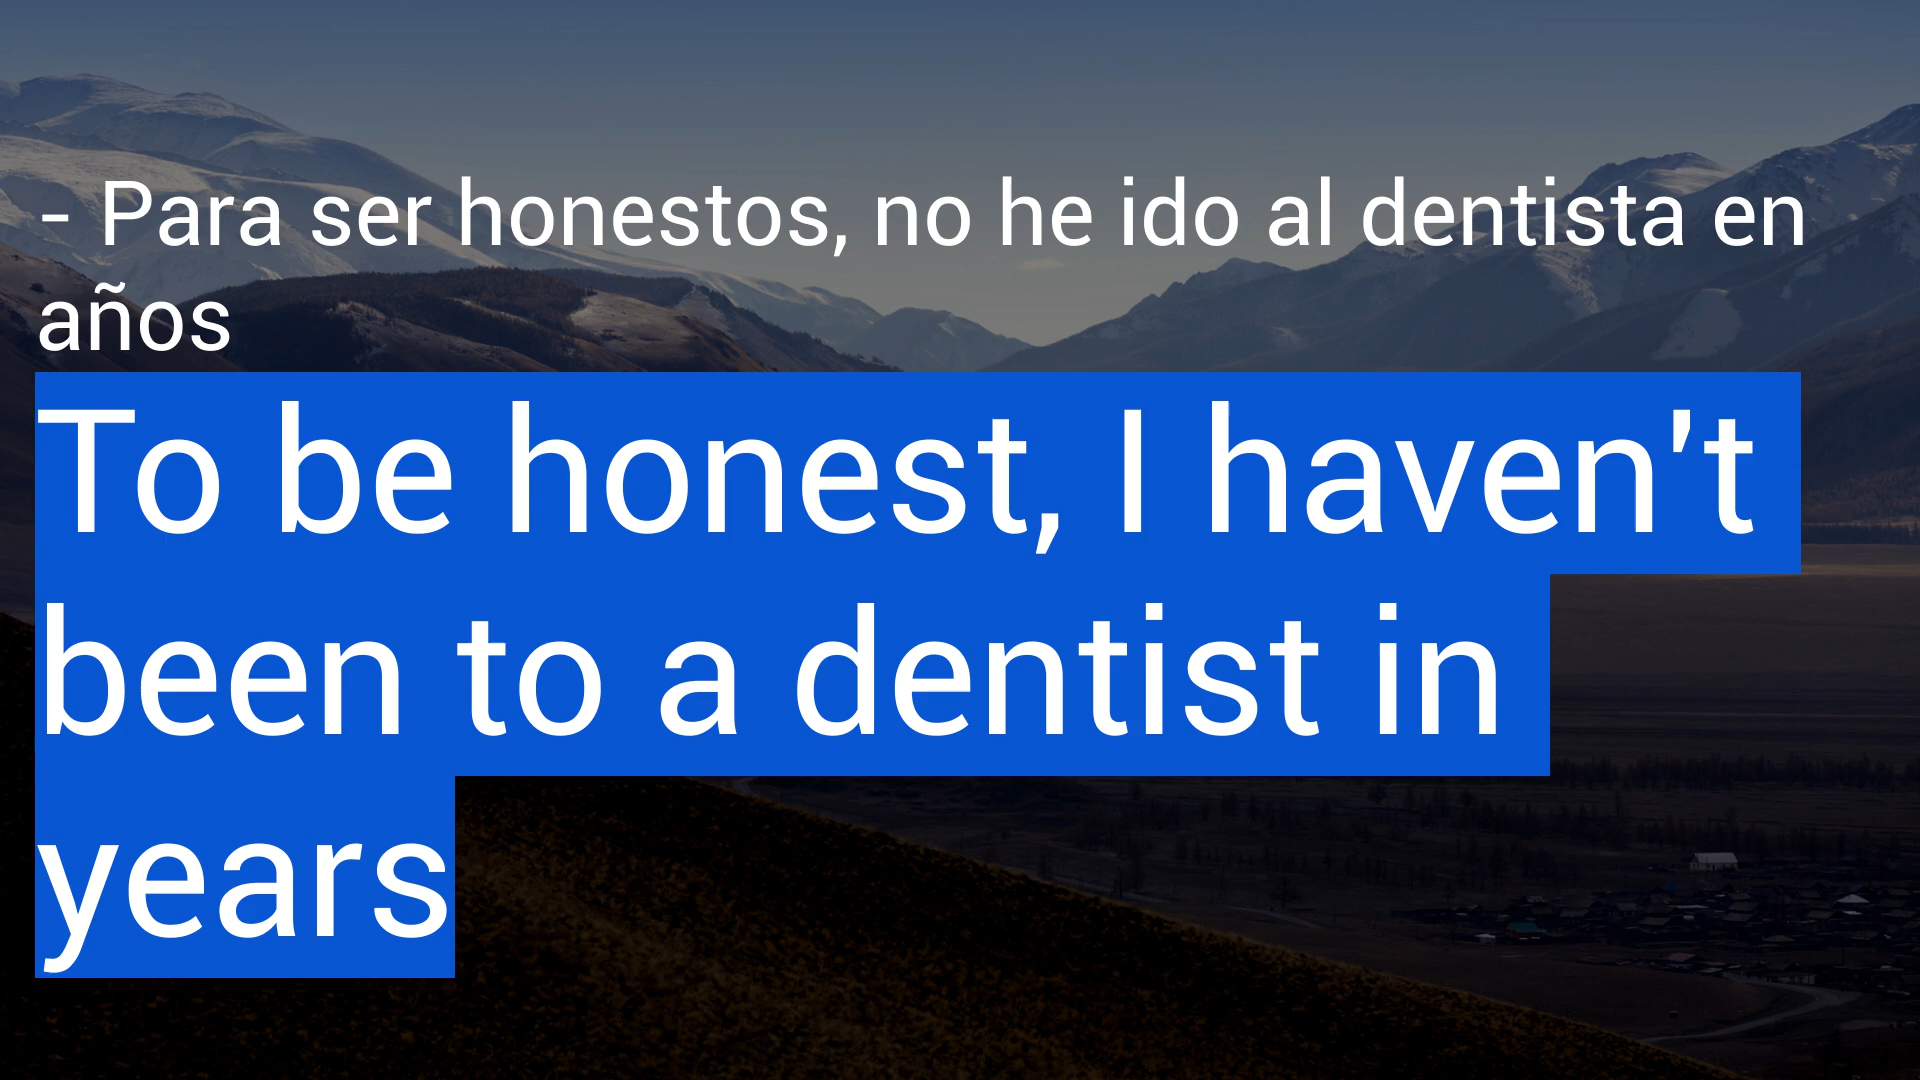 - Para ser honestos, no he ido al dentista en
años
To be honest, I haven't
been to a dentist in
years